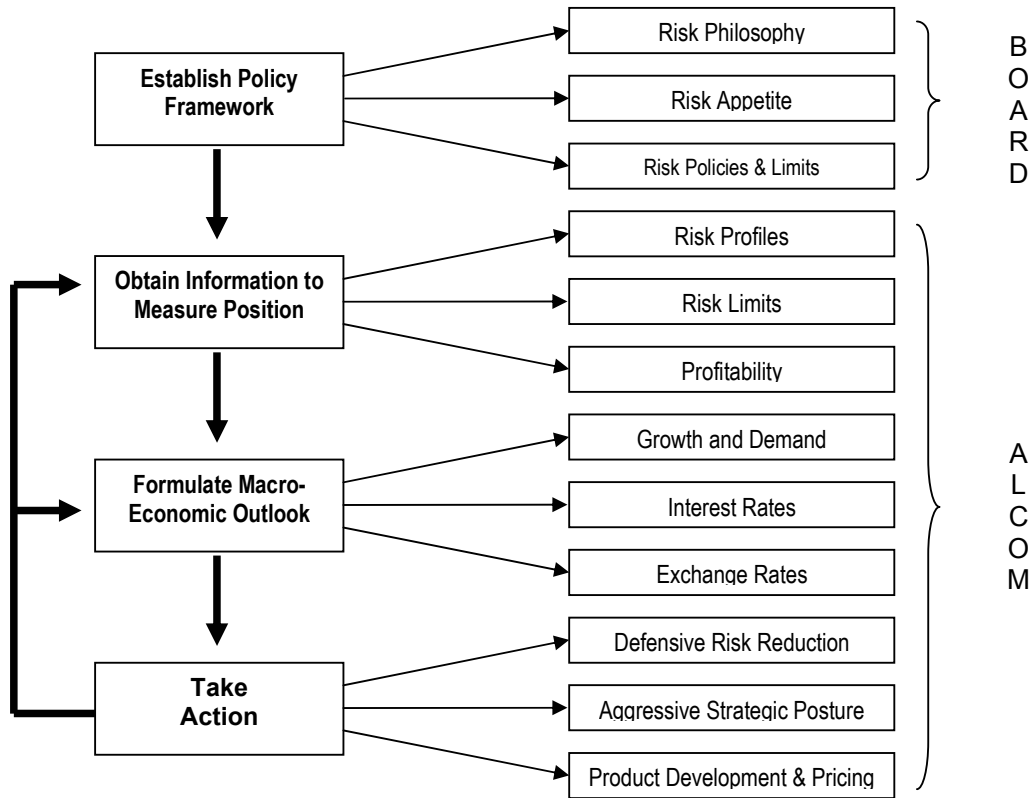 Establish Policy
Framework
Risk Philosophy
Risk Appetite
Risk Policies & Limits
B
O
A
R
D
Obtain Information to
Measure Position
Risk Profiles
Risk Limits
Profitability
Formulate Macro-
Economic Outlook
Growth and Demand
Interest Rates
Exchange Rates
Take
Action
Defensive Risk Reduction
Aggressive Strategic Posture
Product Development & Pricing
A
L
C
O
M